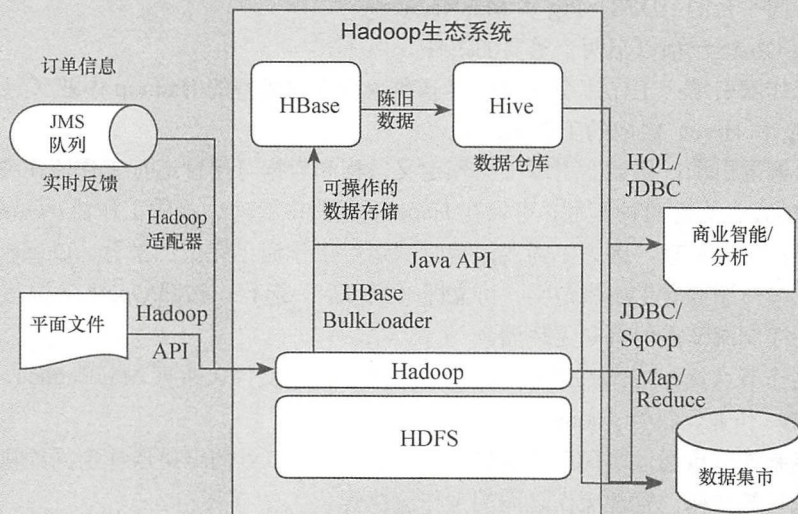 Hadoop生态系统
订单信息
JMS
队列
实时反馈
HBase
陈旧
数据
Hive
数据仓库
可操作的
数据存储
Hadoop
适配器
HQL/
JDBC
商业智能/
分析
Java API
HBase
BulkLoader
JDBC/
Sqoop
平面文件
Hadoop
API
Hadoop
Map/
Reduce
HDFS
数据集市